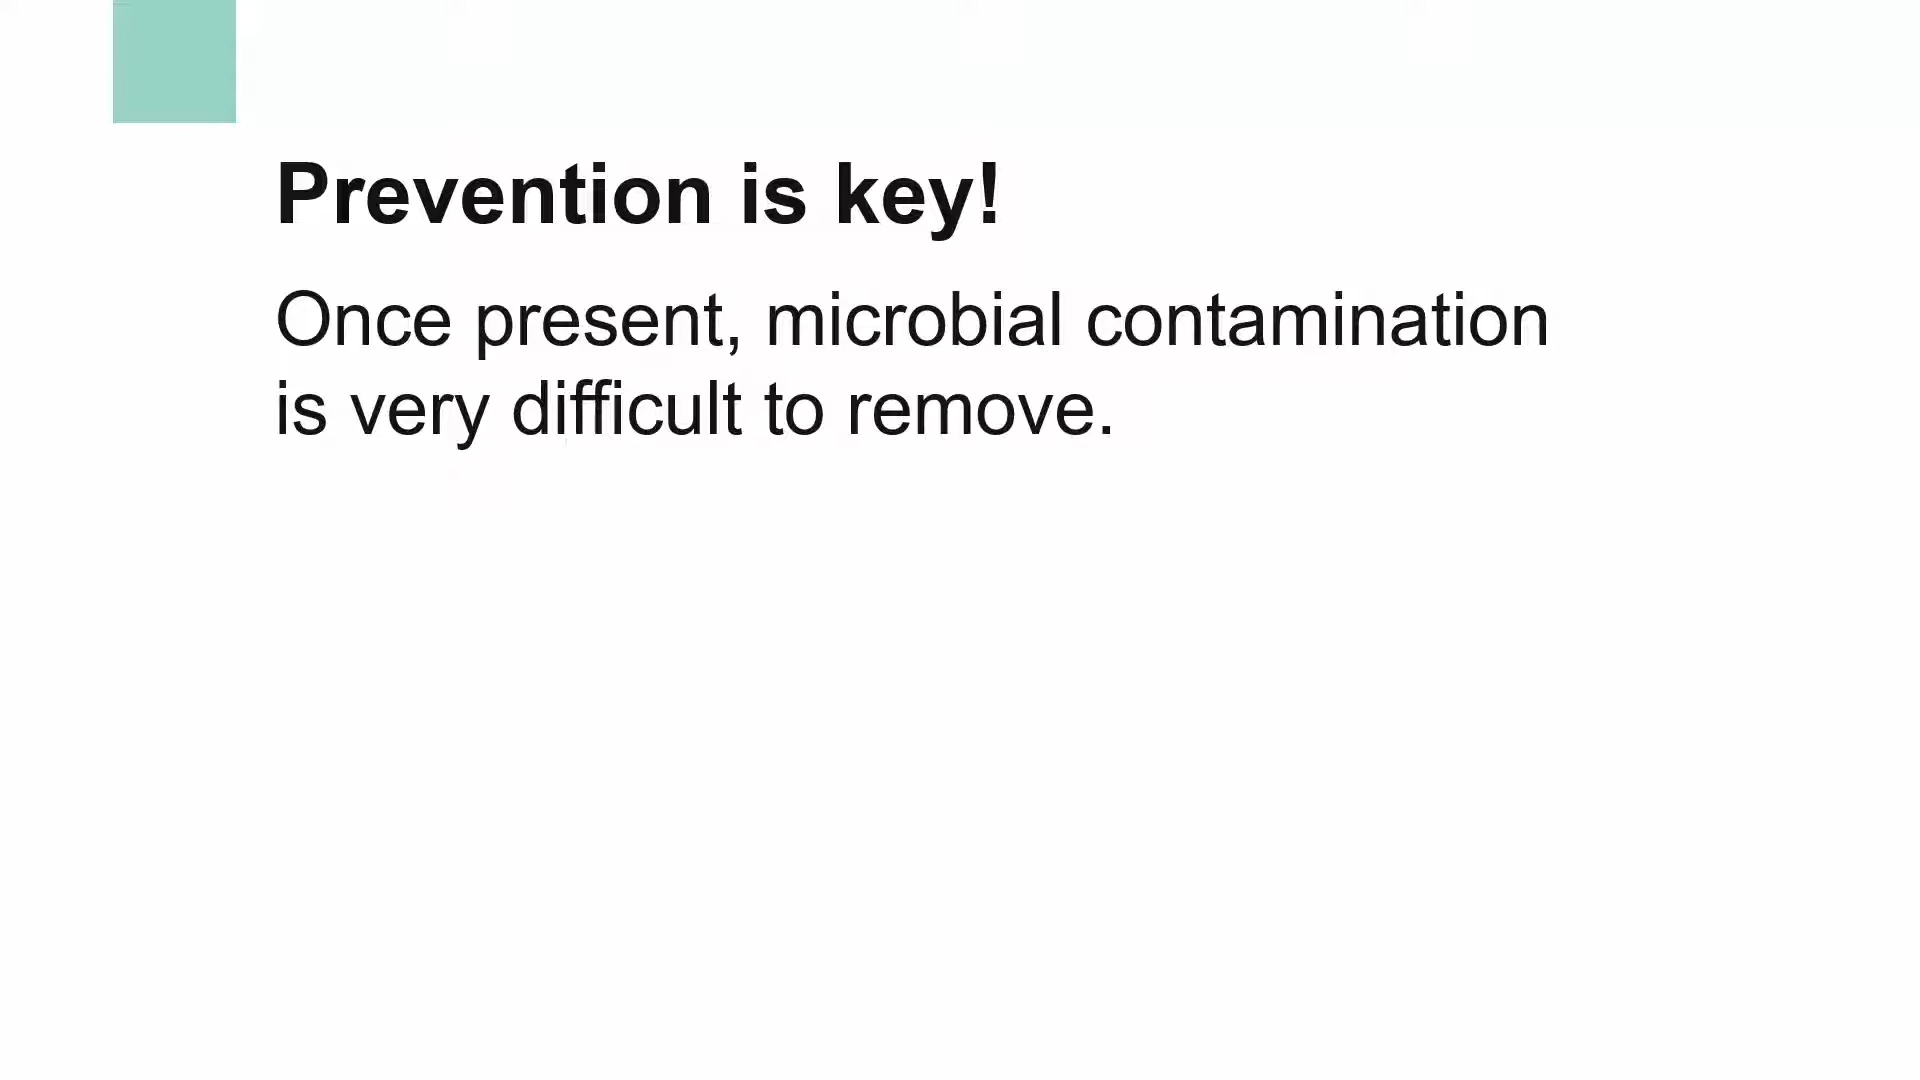 Prevention is key!
Once present, microbial contamination
is very difficult to remove.